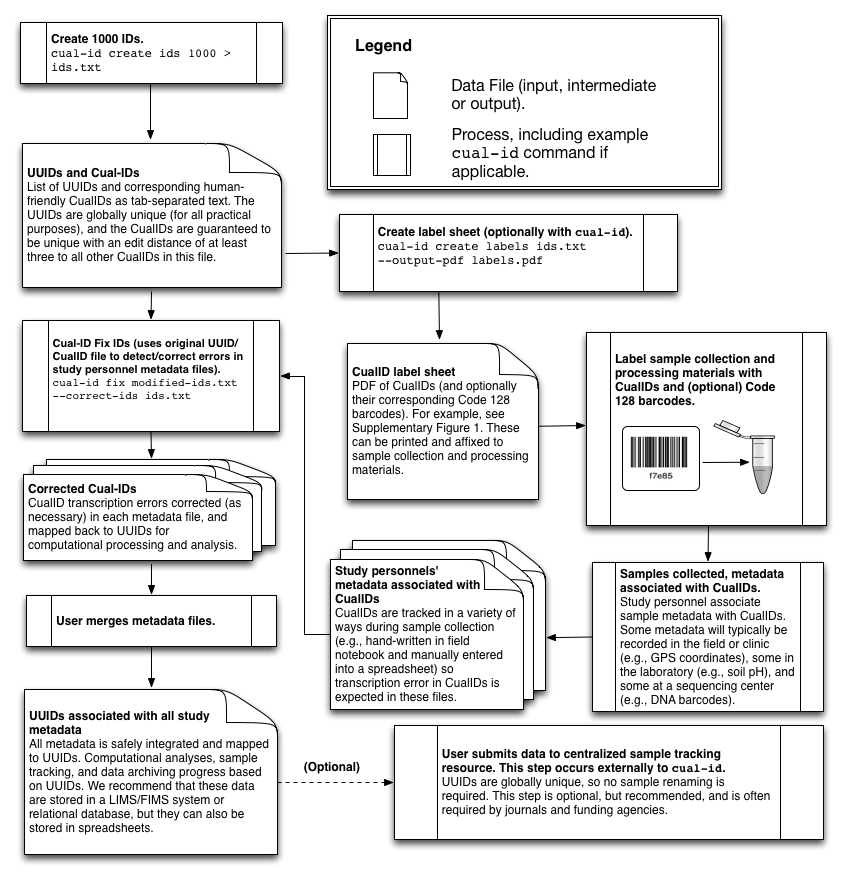 Create 1000 IDs.
cual-id create ids 1000 >
ids.txt
Legend
Data File (input, intermediate
or output).
Process, including example
cual-id command if
applicable.
UUIDs and Cual-IDs
List of UUIDs and corresponding human-
friendly CualIDs as tab-separated text. The
UUIDs are globally unique (for all practical
purposes), and the CualIDs are guaranteed to
be unique with an edit distance of at least
three to all other CualIDs in this file.
Create label sheet (optionally with cual-id).
cual-id create labels ids.txt
--output-pdf labels.pdf
Cual-ID Fix IDs (uses original UUID/
CualID file to detect/correct errors in
study personnel metadata files).
cual-id fix modified-ids.txt
--correct-ids ids.txt
CualID label sheet
PDF of CualIDs (and optionally
their corresponding Code 128
barcodes). For example, see
Supplementary Figure 1. These
can be printed and affixed to
sample collection and processing
materials.
Label sample collection and
processing materials with
CualIDs and (optional) Code
128 barcodes.
f7e85
Corrected Cual-IDs
CualID transcription errors corrected (as
necessary) in each metadata file, and
mapped back to UUIDs for
computational processing and analysis.
Study personnels'
metadata associated with
CualIDs
CualIDs are tracked in a variety of
ways during sample collection
(e.g., hand-written in field
notebook and manually entered
into a spreadsheet) so
transcription error in CualIDs is
expected in these files.
Samples collected, metadata
associated with CualIDs.
Study personnel associate
sample metadata with CualIDs.
Some metadata will typically be
recorded in the field or clinic
(e.g., GPS coordinates), some in
the laboratory (e.g., soil pH), and
some at a sequencing center
(e.g., DNA barcodes).
User merges metadata files.
UUIDs associated with all study
metadata
All metadata is safely integrated and mapped
to UUIDs. Computational analyses, sample
tracking, and data archiving progress based
on UUIDs. We recommend that these data
are stored in a LIMS/FIMS system or
relational database, but they can also be
stored in spreadsheets.
(Optional)
User submits data to centralized sample tracking
resource. This step occurs externally to cual-id.
UUIDs are globally unique, so no sample renaming is
required. This step is optional, but recommended, and is often
required by journals and funding agencies.